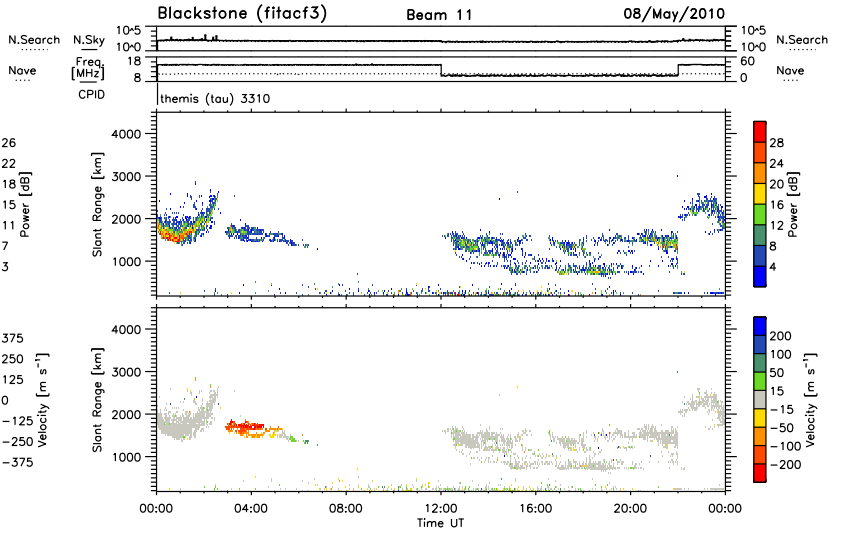 Blackstone (fitacf3) Beam 11 08/May/2010
N.Search N.Sky 10^5 10^5 N.Search
10^0 10^0
Nave Freq. [MHz] 18 60 Nave
8 0
CPID themis (tau) 3310
26 4000 28
22 3000 24
18 2000 20
15 1000 16
11 12
7 8
3 4
Power [dB] Slant Range [km] Power [dB]
375 4000 200
250 3000 100
125 2000 50
0 1000 15
-125 -15
-250 -50
-375 -100
-200
Velocity [m s⁻¹] Slant Range [km] Velocity [m s⁻¹]
00:00 04:00 08:00 12:00 16:00 20:00 00:00
Time UT